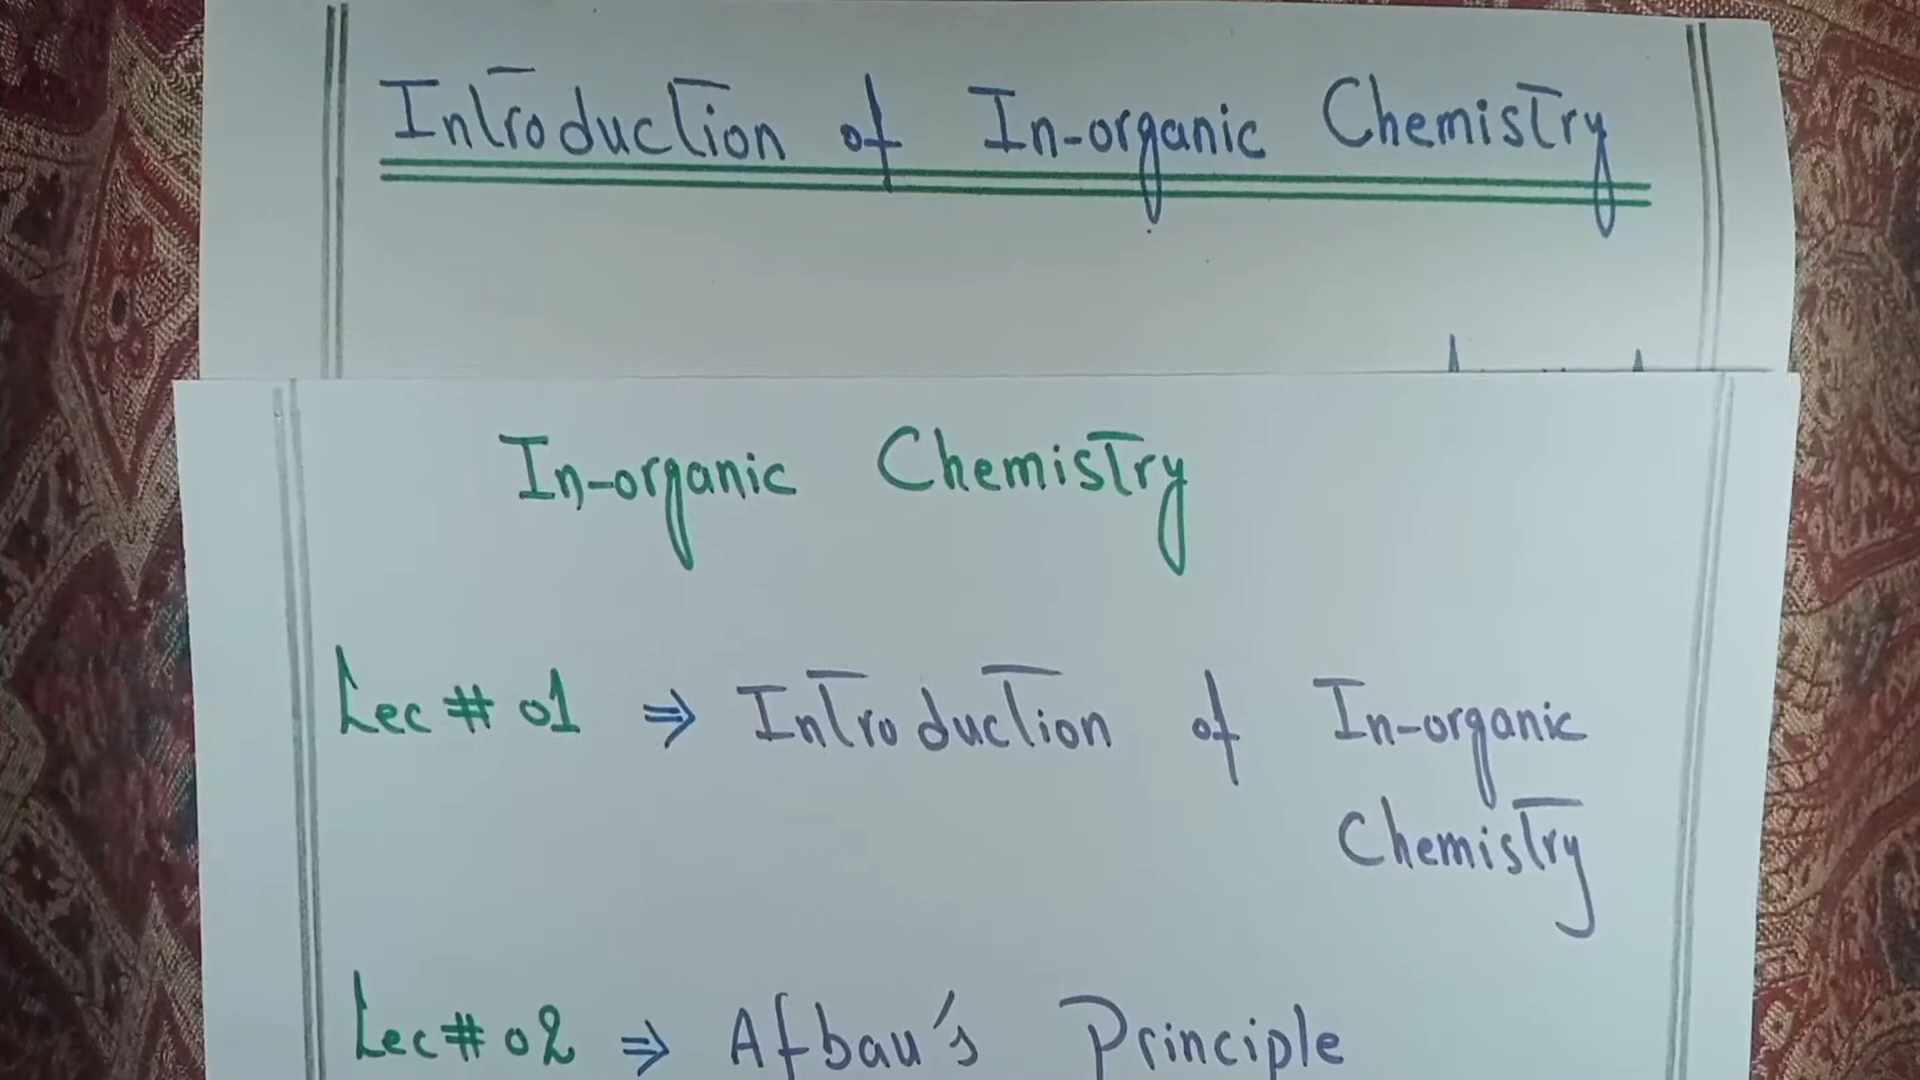 Introduction of In-organic Chemistry
In-organic Chemistry
Lec # 01 ⇒ Introduction of In-organic
Chemistry
Lec # 02 ⇒ Afbau's Principle